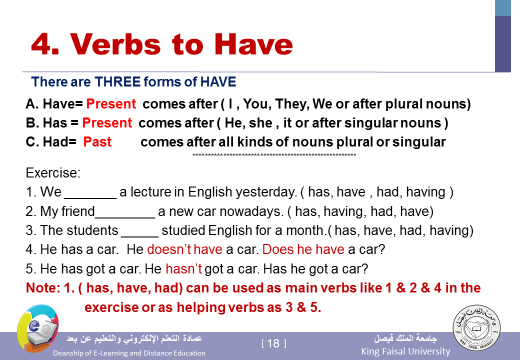 4. Verbs to Have
There are THREE forms of HAVE
A. Have= Present comes after ( I , You, They, We or after plural nouns)
B. Has = Present comes after ( He, she , it or after singular nouns )
C. Had= Past comes after all kinds of nouns plural or singular
Exercise:
1. We _______ a lecture in English yesterday. ( has, have , had, having )
2. My friend_________ a new car nowadays. ( has, having, had, have)
3. The students _____ studied English for a month.( has, have, had, having)
4. He has a car. He doesn't have a car. Does he have a car?
5. He has got a car. He hasn't got a car. Has he got a car?
Note: 1. ( has, have, had) can be used as main verbs like 1 & 2 & 4 in the
exercise or as helping verbs as 3 & 5.
عمادة التعلم الإلكتروني والتعليم عن بعد
Deanship of E-Learning and Distance Education
[ 18 ]
جامعة الملك فيصل
King Faisal University